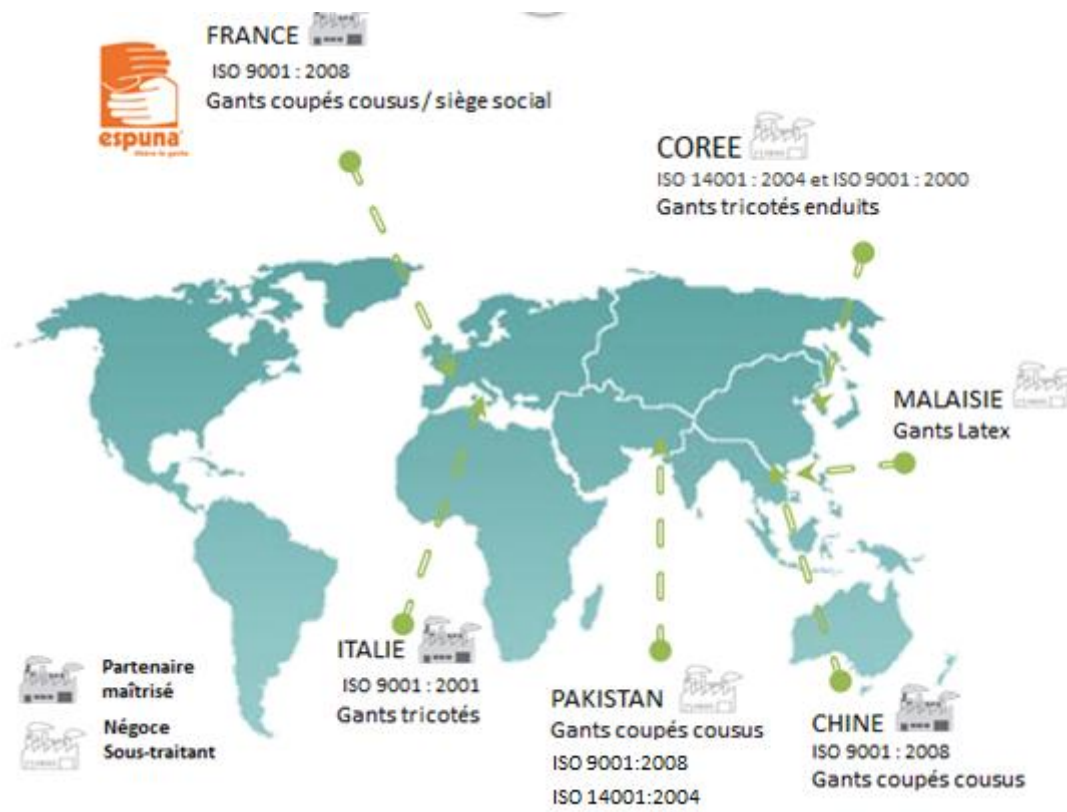 FRANCE
ISO 9001 : 2008
Gants coupés cousus / siège social
espuna
COREE
ISO 14001 : 2004 et ISO 9001 : 2000
Gants tricotés enduits
MALAISIE
Gants Latex
ITALIE
ISO 9001 : 2001
Gants tricotés
PAKISTAN
Gants coupés cousus
ISO 9001:2008
ISO 14001:2004
CHINE
ISO 9001 : 2008
Gants coupés cousus
Partenaire
maîtrisé
Négoce
Sous-traitant